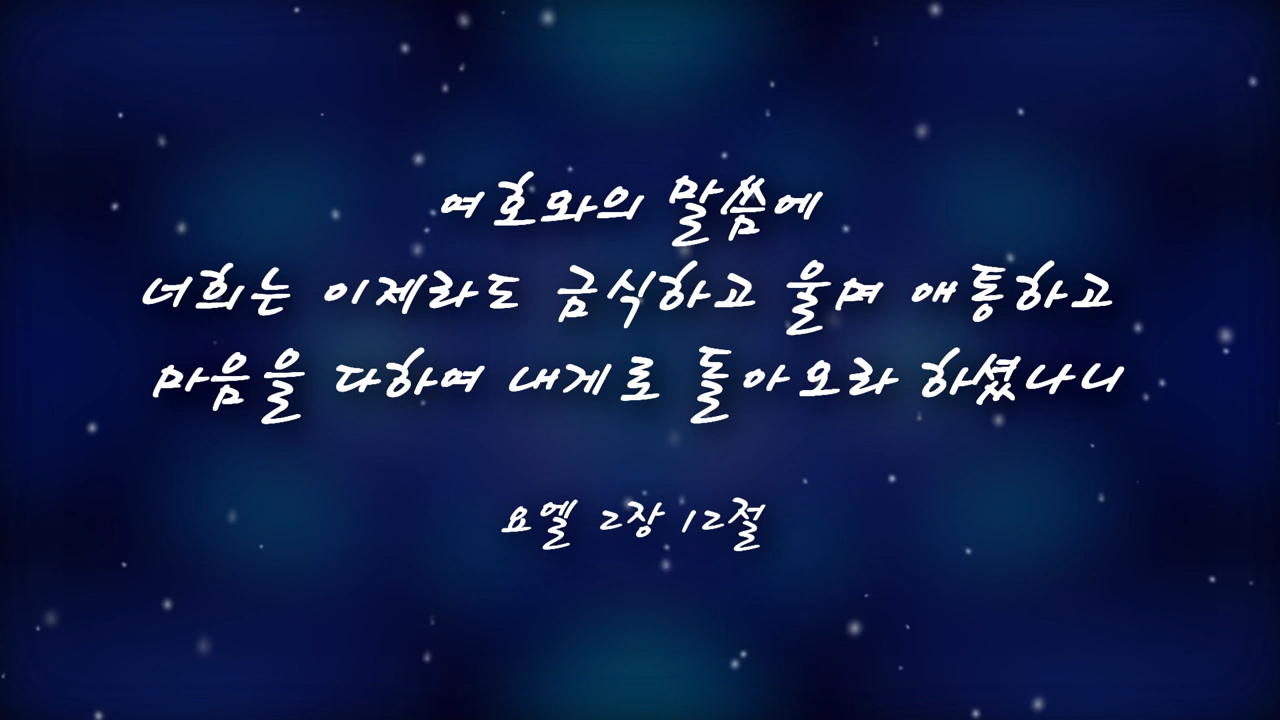 여호와의 말씀에
너희는 이제라도 금식하고 울며 애통하고
마음을 다하여 내게로 돌아오라 하셨나니
요엘 2장 12절